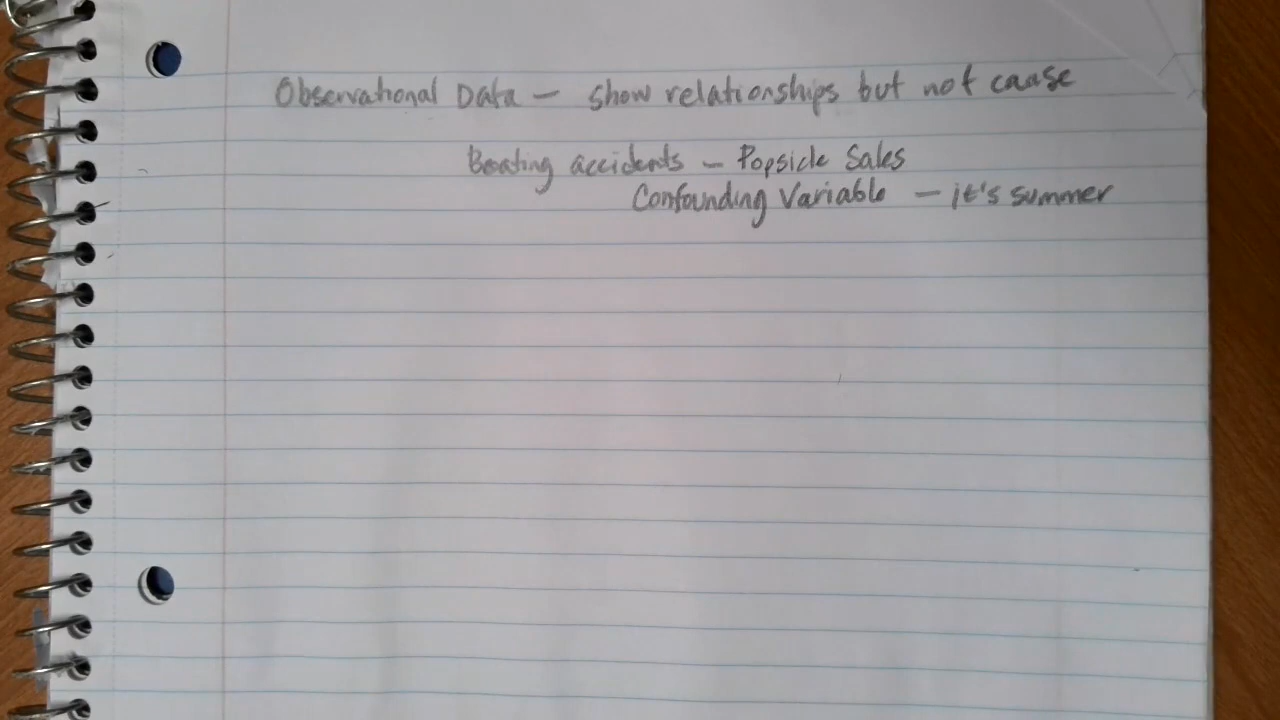 Observational Data – show relationships but not cause
Boating accidents – Popsicle Sales
Confounding Variable – it's summer